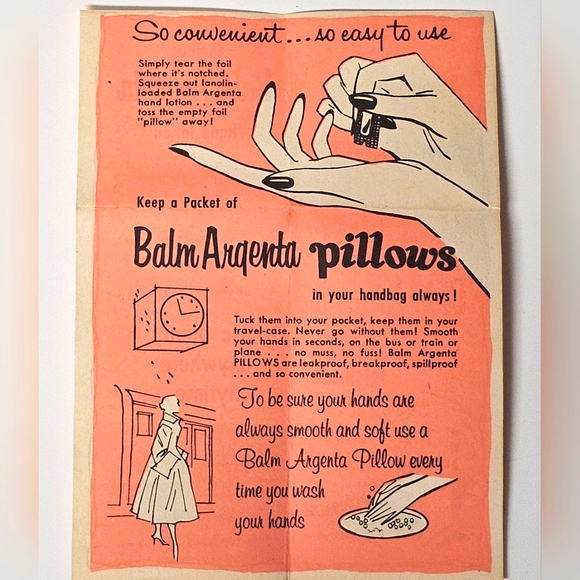 So convenient...so easy to use
Simply tear the foil
where it's notched.
Squeeze out lanolin-
loaded Balm Argenta
hand lotion . . . and
toss the empty foil
"pillow" away!
Keep a Packet of
Balm Argenta pillows
in your handbag always!
Tuck them into your pocket, keep them in your
travel-case. Never go without them! Smooth
your hands in seconds, on the bus or train or
plane . . . no muss, no fuss! Balm Argenta
PILLOWS are leakproof, breakproof, spillproof
. . . and so convenient.
To be sure your hands are
always smooth and soft use a
Balm Argenta Pillow every
time you wash
your hands